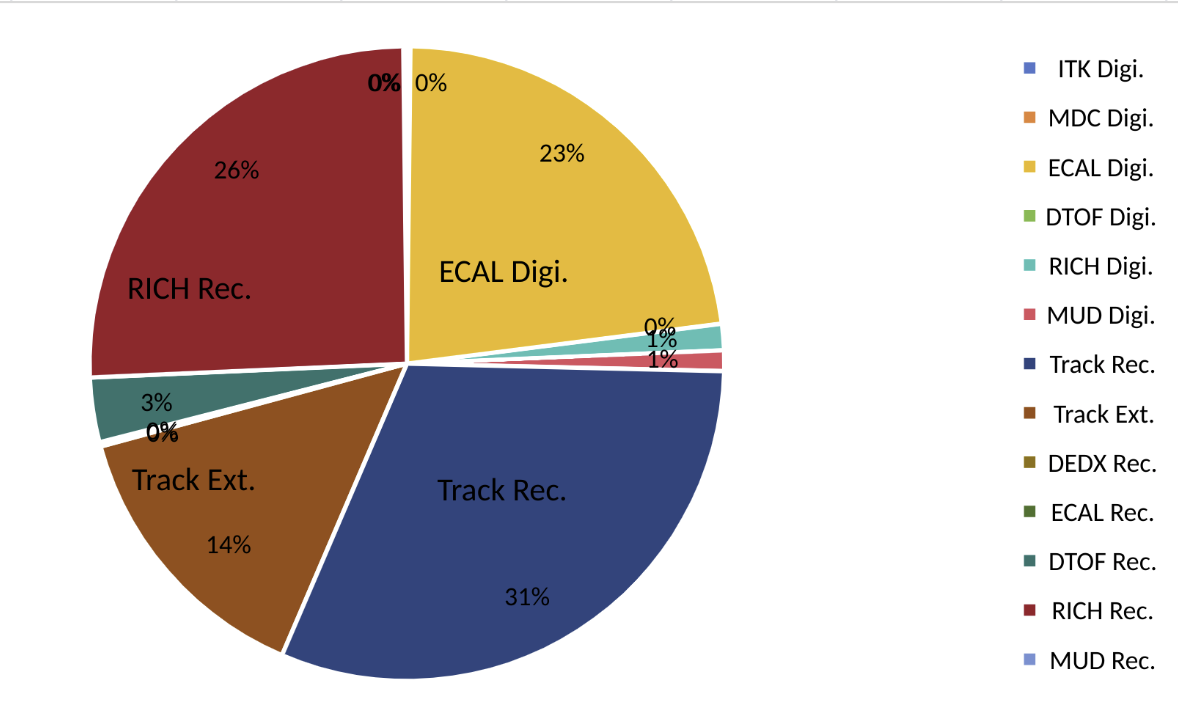 0% 0%
23%
26%
ECAL Digi.
RICH Rec.
0%
1%
1%
3%
0%
Track Ext.
Track Rec.
14%
31%
ITK Digi.
MDC Digi.
ECAL Digi.
DTOF Digi.
RICH Digi.
MUD Digi.
Track Rec.
Track Ext.
DEDX Rec.
ECAL Rec.
DTOF Rec.
RICH Rec.
MUD Rec.